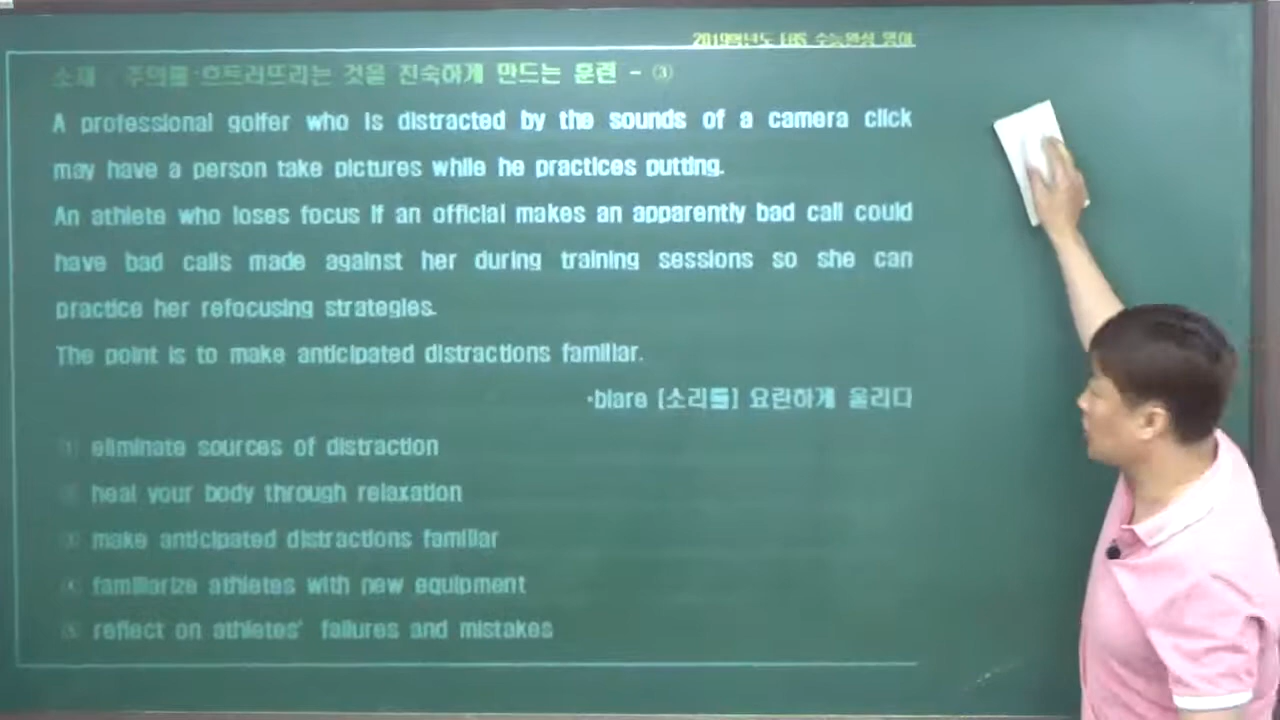 2019학년도 EBS 수능완성 영어
소재 : 주의를 흐트러뜨리는 것을 친숙하게 만드는 훈련 - ③
A professional golfer who is distracted by the sounds of a camera click
may have a person take pictures while he practices putting.
An athlete who loses focus if an official makes an apparently bad call could
have bad calls made against her during training sessions so she can
practice her refocusing strategies.
The point is to make anticipated distractions familiar.
*blare [소리를] 요란하게 울리다
① eliminate sources of distraction
② heal your body through relaxation
③ make anticipated distractions familiar
④ familiarize athletes with new equipment
⑤ reflect on athletes' failures and mistakes